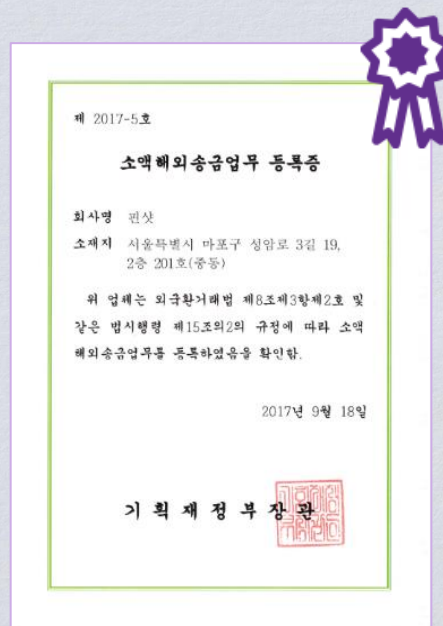 제 2017-5호
소액해외송금업무 등록증
회사명 핀샷
소재지 서울특별시 마포구 성암로 3길 19,
2층 201호(중동)
위 업체는 외국환거래법 제8조제3항제2호 및
같은 법시행령 제15조의2의 규정에 따라 소액
해외송금업무를 등록하였음을 확인함.
2017년 9월 18일
기획재정부장관